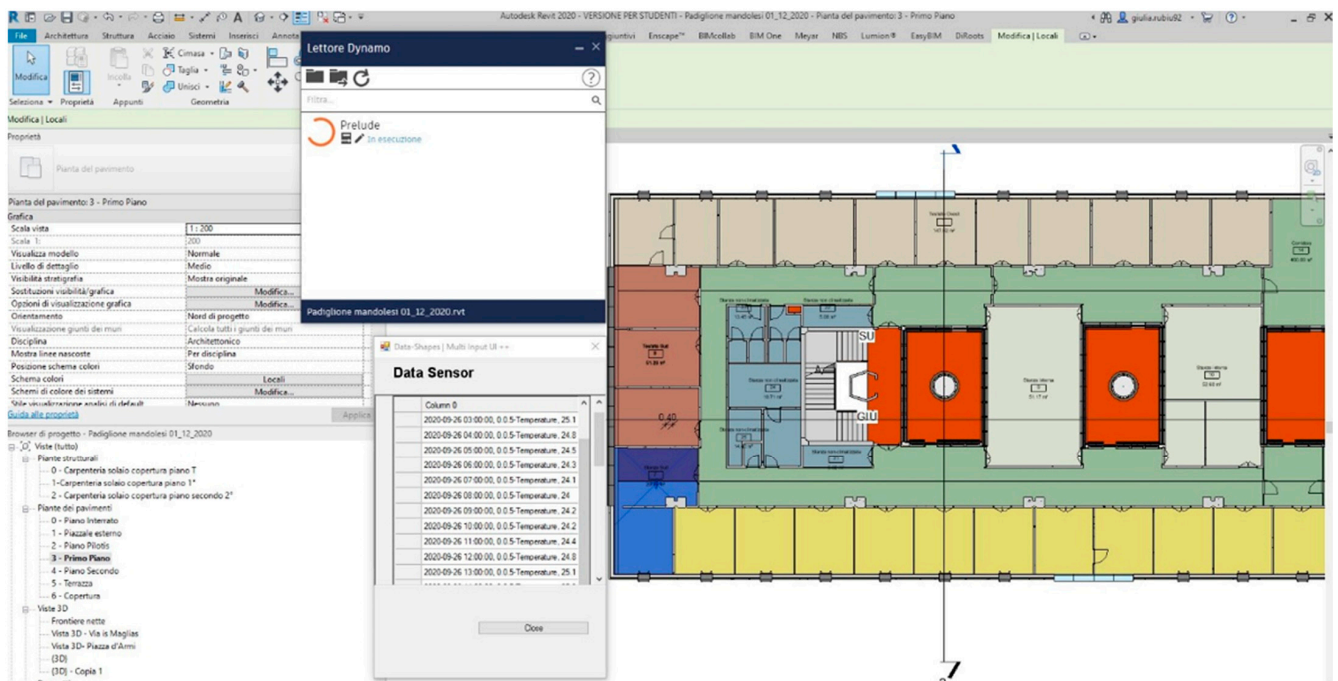 Autodesk Revit 2020 - VERSIONE PER STUDENTI - Padiglione mandolesi 01_12_2020 - Pianta del pavimento: 3 - Primo Piano
giulia.rubiu92
File Architettura Struttura Acciaio Sistemi Inserisci
giuntivi Enscape™ BIMcollab BIM One Meyar NBS Lumion® EasyBIM DiRoots Modifica | Locali
Modifica
Incolla
Cimasa
Taglia
Unisci
Seleziona Proprietà Appunti Geometria
Modifica | Locali
Lettore Dynamo
Filtra...
Prelude
In esecuzione
Padiglione mandolesi 01_12_2020.rvt
Proprietà
Pianta del pavimento
Pianta del pavimento: 3 - Primo Piano
Grafica
Scala vista 1 : 200
Scala 1: 200
Visualizza modello Normale
Livello di dettaglio Medio
Visibilità stratigrafia Mostra originale
Sostituzioni visibilità/grafica Modifica...
Opzioni di visualizzazione grafica Modifica...
Orientamento Nord di progetto
Visualizzazione giunti dei muri Calcola tutti i giunti dei muri
Disciplina Architettonico
Mostra linee nascoste Per disciplina
Posizione schema colori Sfondo
Schema colori Locali
Schemi di colore dei sistemi Modifica...
Stile visualizzazione analisi di default Nessuno
Guida alle proprietà Applica
Browser di progetto - Padiglione mandolesi 01_12_2020
Viste (tutto)
Piante strutturali
0 - Carpenteria solaio copertura piano T
1-Carpenteria solaio copertura piano 1°
2 - Carpenteria solaio copertura piano secondo 2°
Piante dei pavimenti
0 - Piano Interrato
1 - Piazzale esterno
2 - Piano Pilotis
3 - Primo Piano
4 - Piano Secondo
5 - Terrazza
6 - Copertura
Viste 3D
Frontiere nette
Vista 3D - Via is Maglias
Vista 3D- Piazza d'Armi
{3D}
{3D} - Copia 1
Data-Shapes | Multi Input UI ++
Data Sensor
Column 0
2020-09-26 03:00:00, 0.0.5-Temperature, 25.1
2020-09-26 04:00:00, 0.0.5-Temperature, 24.8
2020-09-26 05:00:00, 0.0.5-Temperature, 24.5
2020-09-26 06:00:00, 0.0.5-Temperature, 24.3
2020-09-26 07:00:00, 0.0.5-Temperature, 24.1
2020-09-26 08:00:00, 0.0.5-Temperature, 24
2020-09-26 09:00:00, 0.0.5-Temperature, 24.2
2020-09-26 10:00:00, 0.0.5-Temperature, 24.2
2020-09-26 11:00:00, 0.0.5-Temperature, 24.4
2020-09-26 12:00:00, 0.0.5-Temperature, 24.8
2020-09-26 13:00:00, 0.0.5-Temperature, 25.1
Close
SU
GIU
0.40